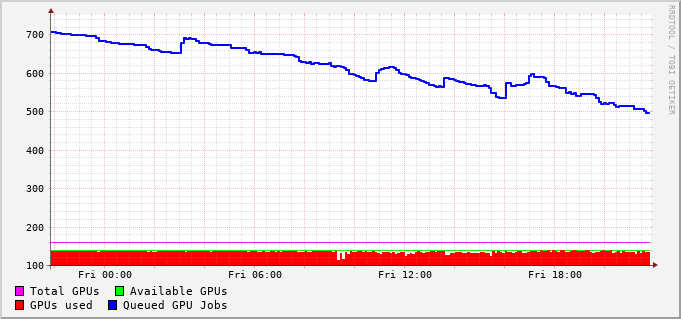 RRDTOOL / TOBI OETIKER
700
600
500
400
300
200
100
Fri 00:00 Fri 06:00 Fri 12:00 Fri 18:00
Total GPUs Available GPUs
GPUs used Queued GPU Jobs